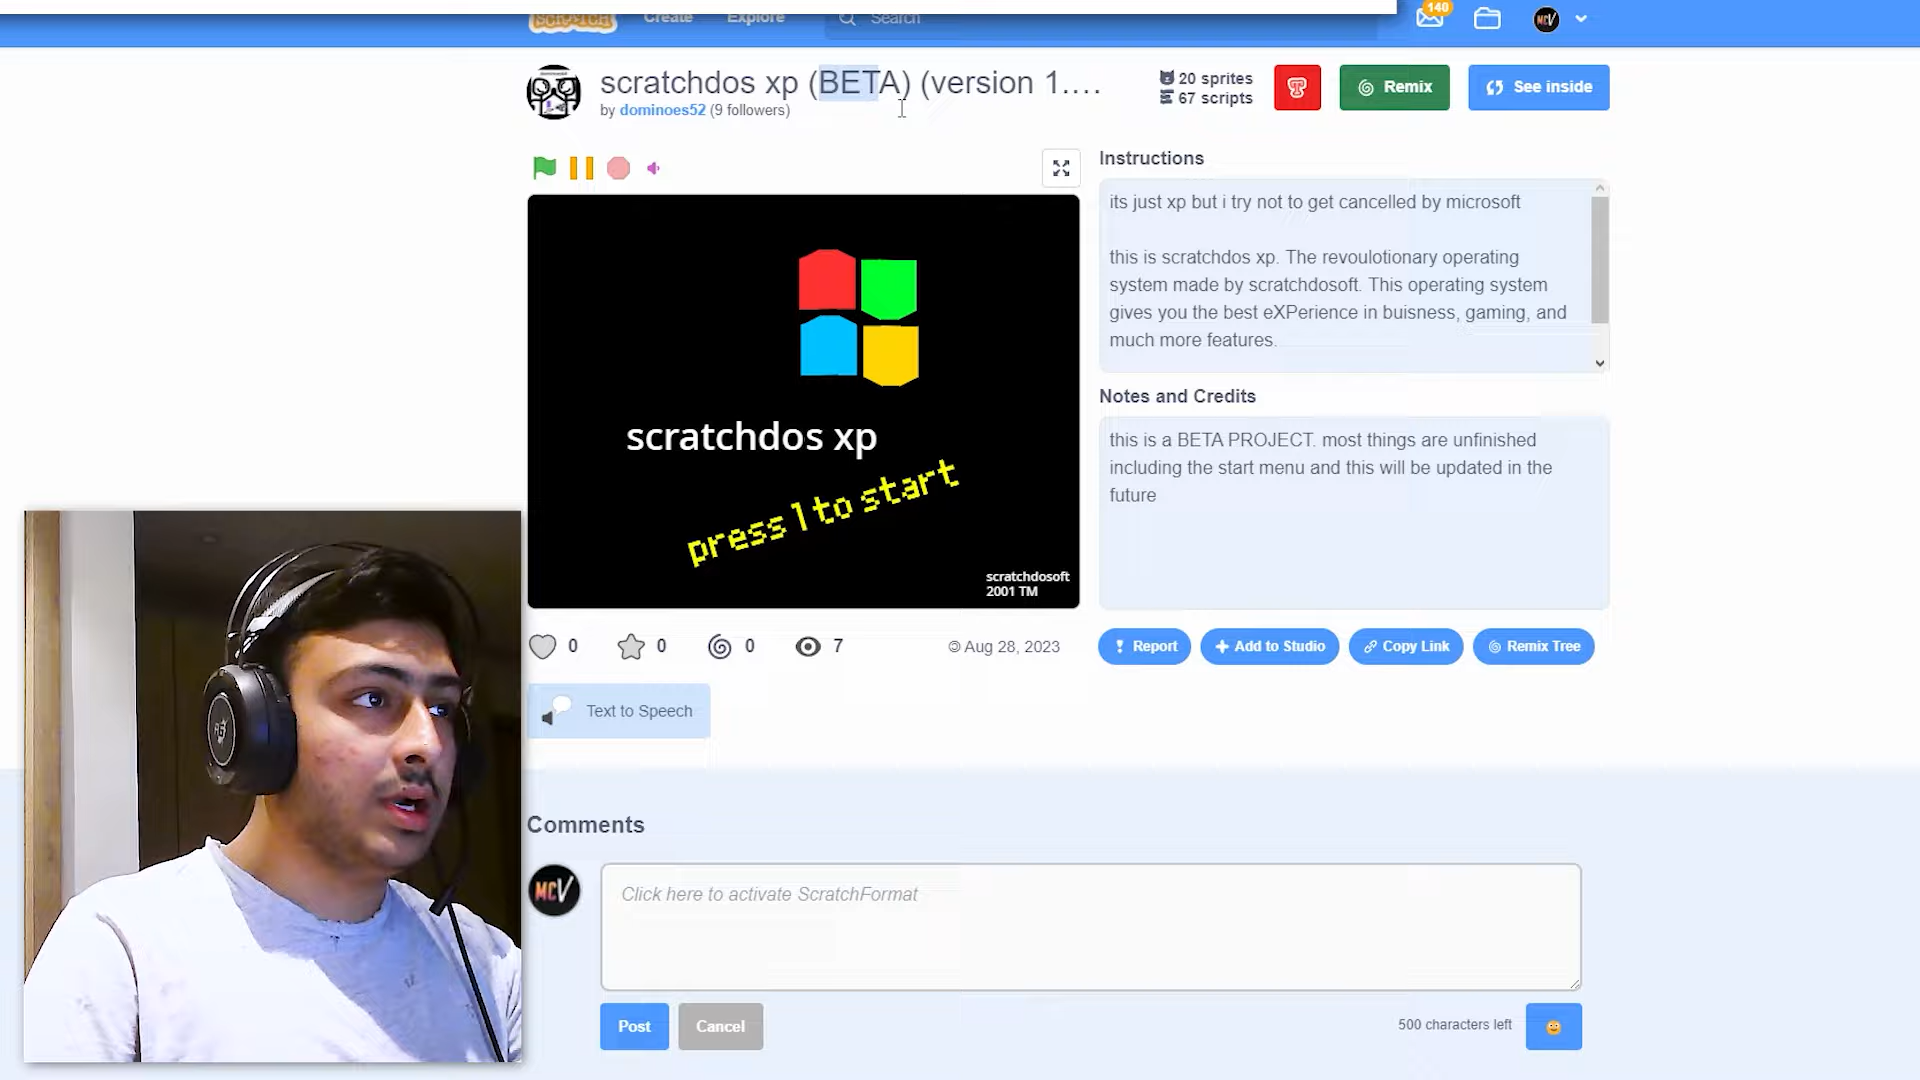 SCRATCH Create Explore Search 140 MCV
scratchdos xp (BETA) (version 1....
by dominoes52 (9 followers)
20 sprites
67 scripts
Remix
See inside
Instructions
its just xp but i try not to get cancelled by microsoft
this is scratchdos xp. The revoulotionary operating
system made by scratchdosoft. This operating system
gives you the best eXPerience in buisness, gaming, and
much more features.
scratchdos xp
press 1 to start
scratchdosoft
2001 TM
Notes and Credits
this is a BETA PROJECT. most things are unfinished
including the start menu and this will be updated in the
future
0 0 0 7 © Aug 28, 2023
Report Add to Studio Copy Link Remix Tree
Text to Speech
Comments
MCV
Click here to activate ScratchFormat
Post Cancel 500 characters left